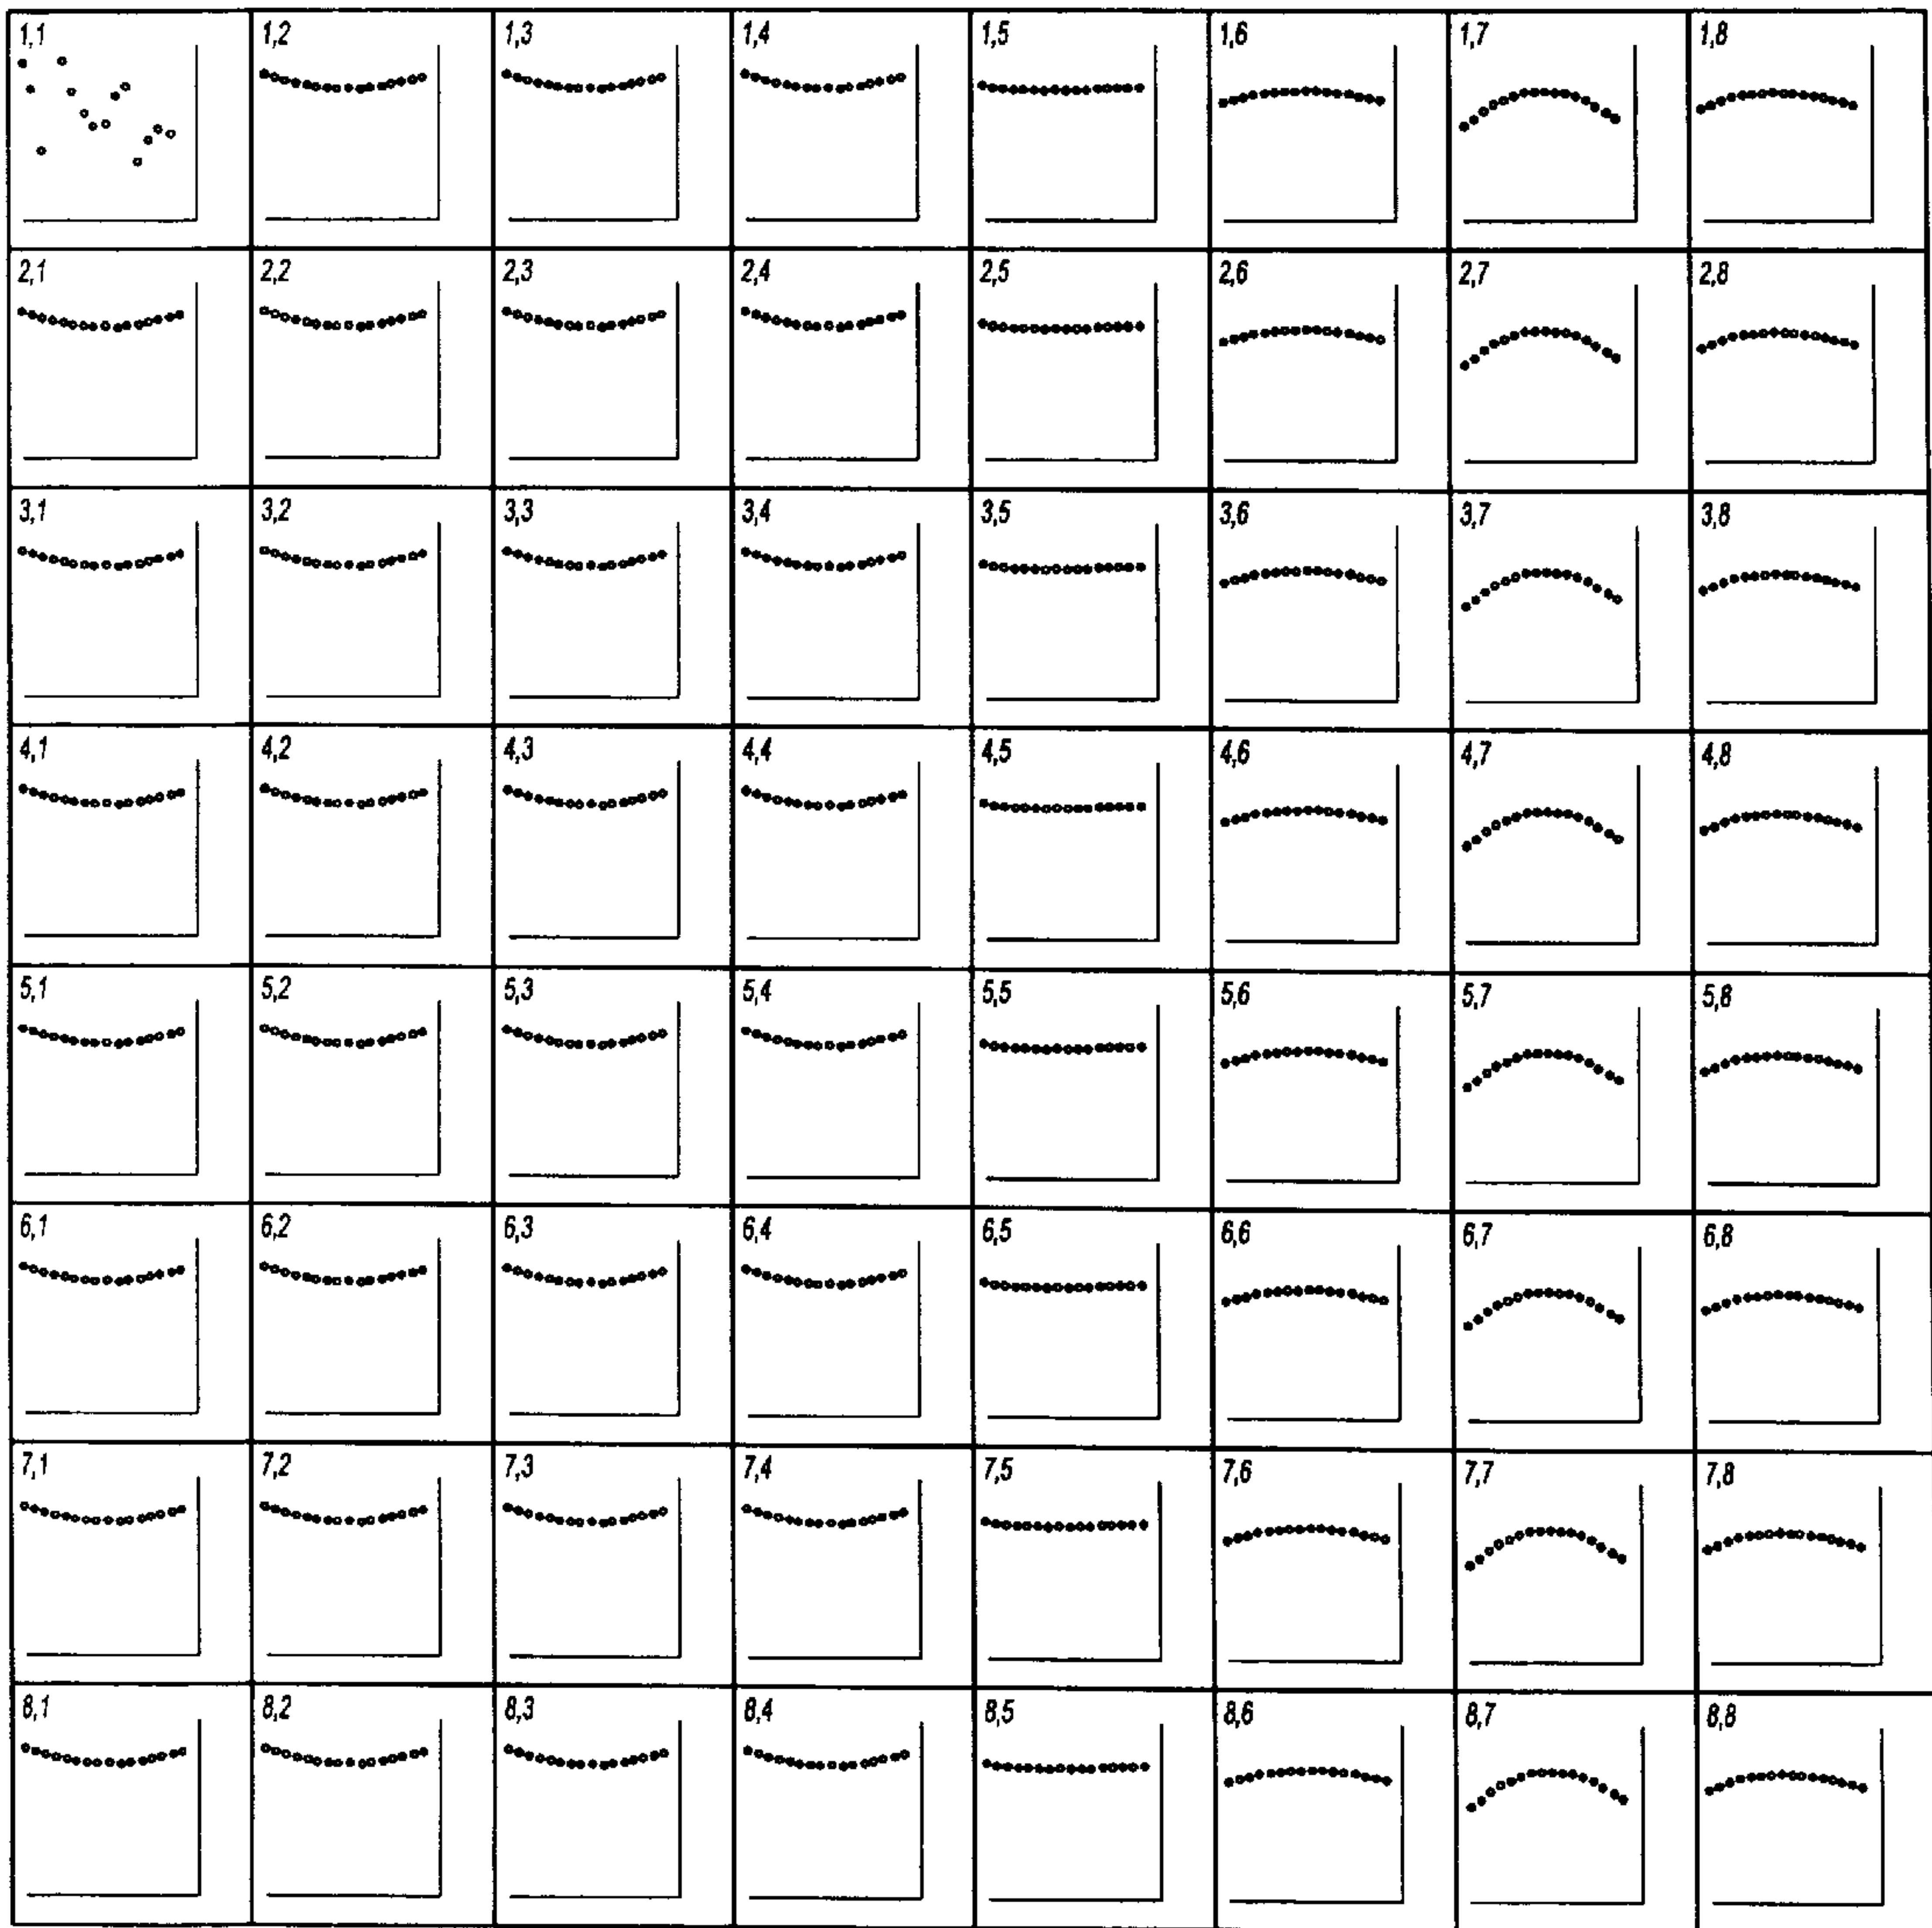 1,1 1,2 1,3 1,4 1,5 1,6 1,7 1,8
2,1 2,2 2,3 2,4 2,5 2,6 2,7 2,8
3,1 3,2 3,3 3,4 3,5 3,6 3,7 3,8
4,1 4,2 4,3 4,4 4,5 4,6 4,7 4,8
5,1 5,2 5,3 5,4 5,5 5,6 5,7 5,8
6,1 6,2 6,3 6,4 6,5 6,6 6,7 6,8
7,1 7,2 7,3 7,4 7,5 7,6 7,7 7,8
8,1 8,2 8,3 8,4 8,5 8,6 8,7 8,8